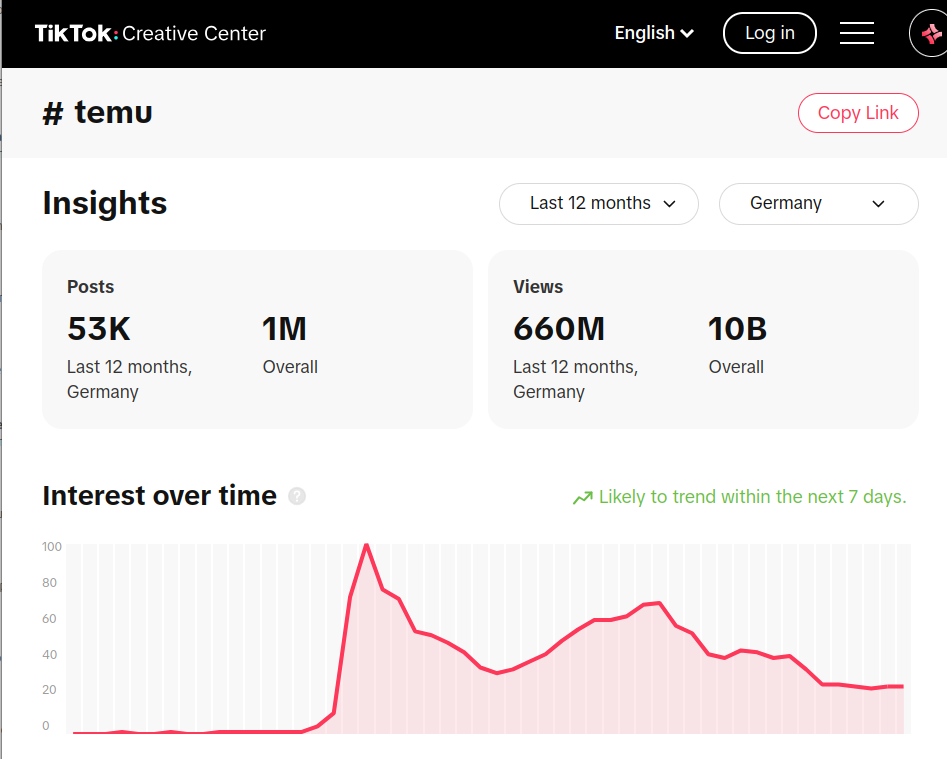 TikTok: Creative Center
English
Log in
# temu
Copy Link
Insights
Last 12 months
Germany
Posts
53K
1M
Last 12 months,
Germany
Overall
Views
660M
10B
Last 12 months,
Germany
Overall
Interest over time
?
Likely to trend within the next 7 days.
100
80
60
40
20
0